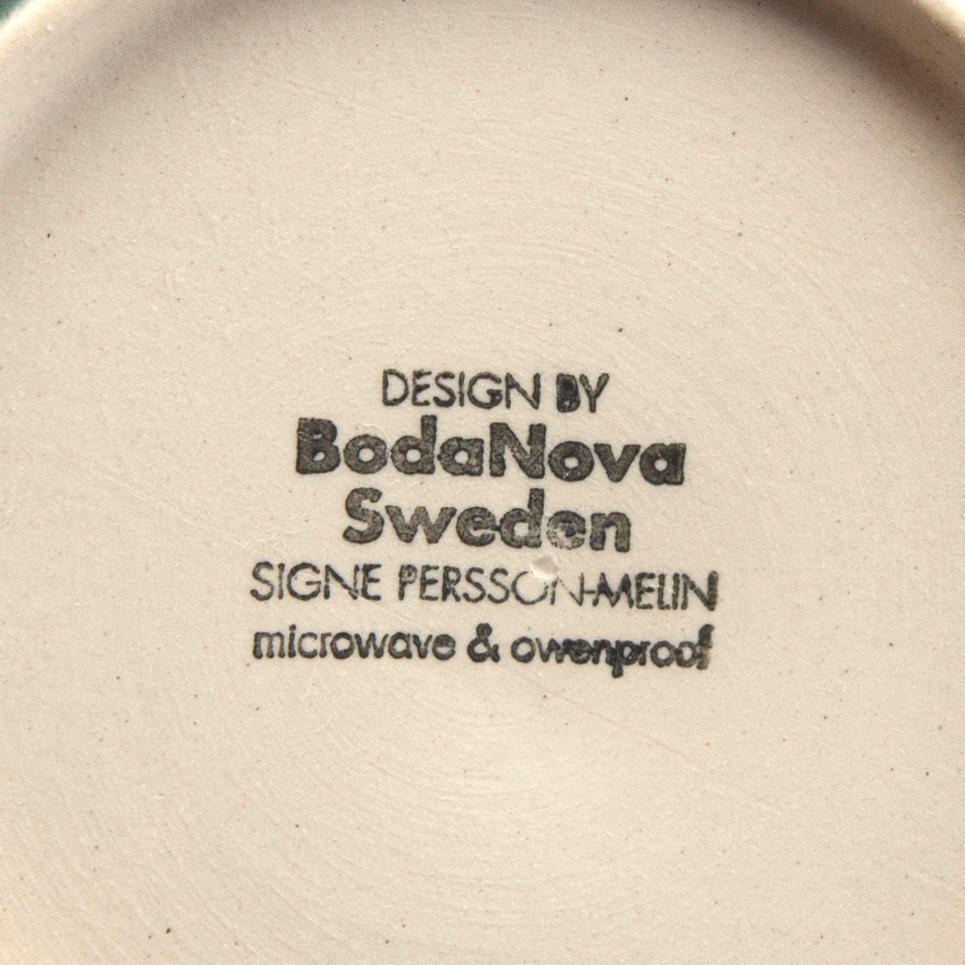 DESIGN BY
BodaNova
Sweden
SIGNE PERSSON-MELIN
microwave & owenproof